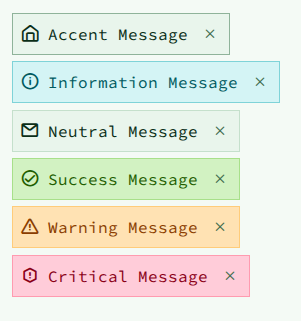 Accent Message
Information Message
Neutral Message
Success Message
Warning Message
Critical Message